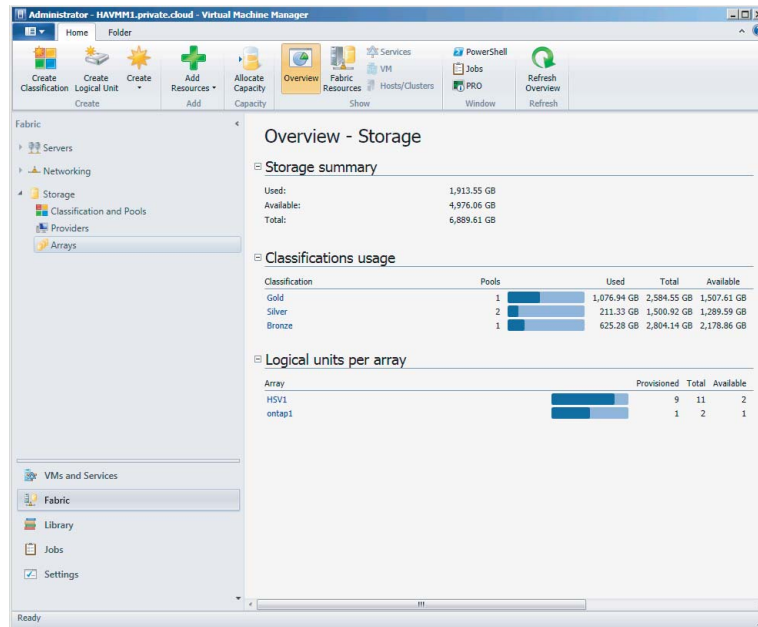 Administrator - HAVMM1.private.cloud - Virtual Machine Manager
Home Folder
Create Classification
Create Logical Unit
Create
Add Resources
Allocate Capacity
Overview
Fabric Resources
Services
VM
Hosts/Clusters
PowerShell
Jobs
PRO
Refresh Overview
Create Add Capacity Show Window Refresh
Fabric
Servers
Networking
Storage
Classification and Pools
Providers
Arrays
VMs and Services
Fabric
Library
Jobs
Settings
Overview - Storage
Storage summary
Used: 1,913.55 GB
Available: 4,976.06 GB
Total: 6,889.61 GB
Classifications usage
Classification Pools Used Total Available
Gold 1 1,076.94 GB 2,584.55 GB 1,507.61 GB
Silver 2 211.33 GB 1,500.92 GB 1,289.59 GB
Bronze 1 625.28 GB 2,804.14 GB 2,178.86 GB
Logical units per array
Array Provisioned Total Available
HSV1 9 11 2
ontap1 1 2 1
Ready